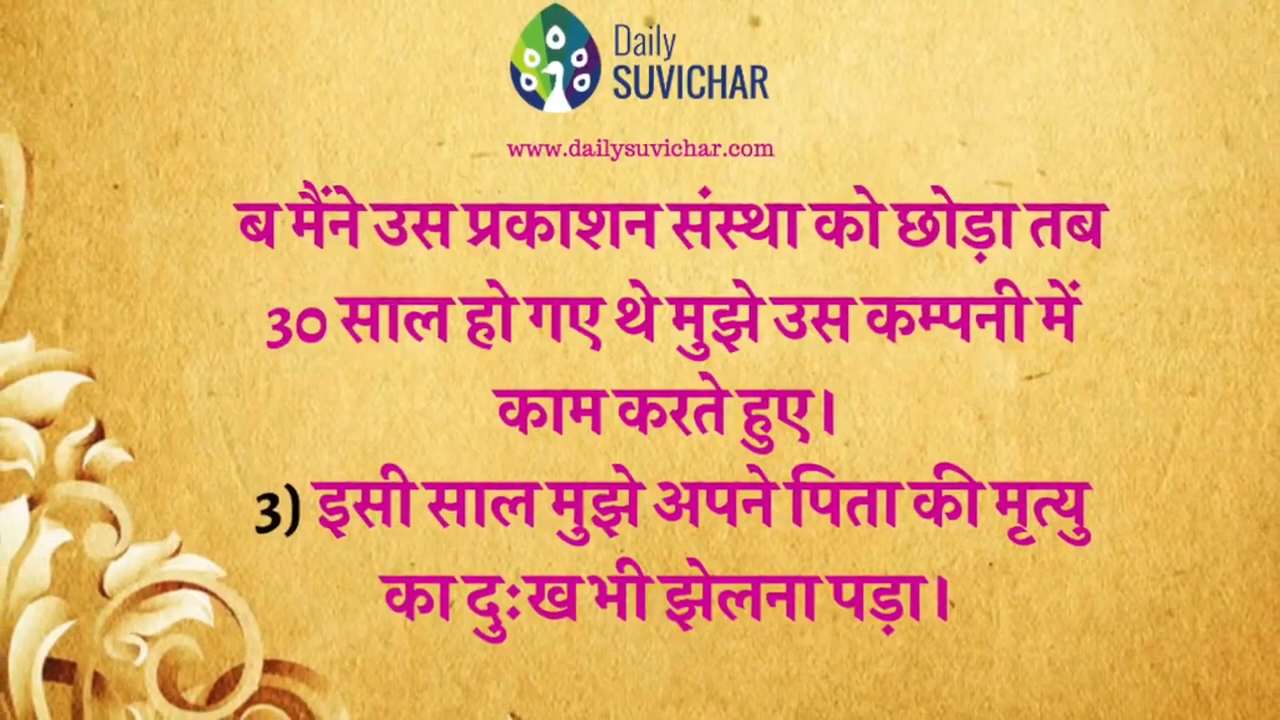 Daily
SUVICHAR
www.dailysuvichar.com
ब मैंने उस प्रकाशन संस्था को छोड़ा तब
30 साल हो गए थे मुझे उस कम्पनी में
काम करते हुए।
3) इसी साल मुझे अपने पिता की मृत्यु
का दुःख भी झेलना पड़ा।